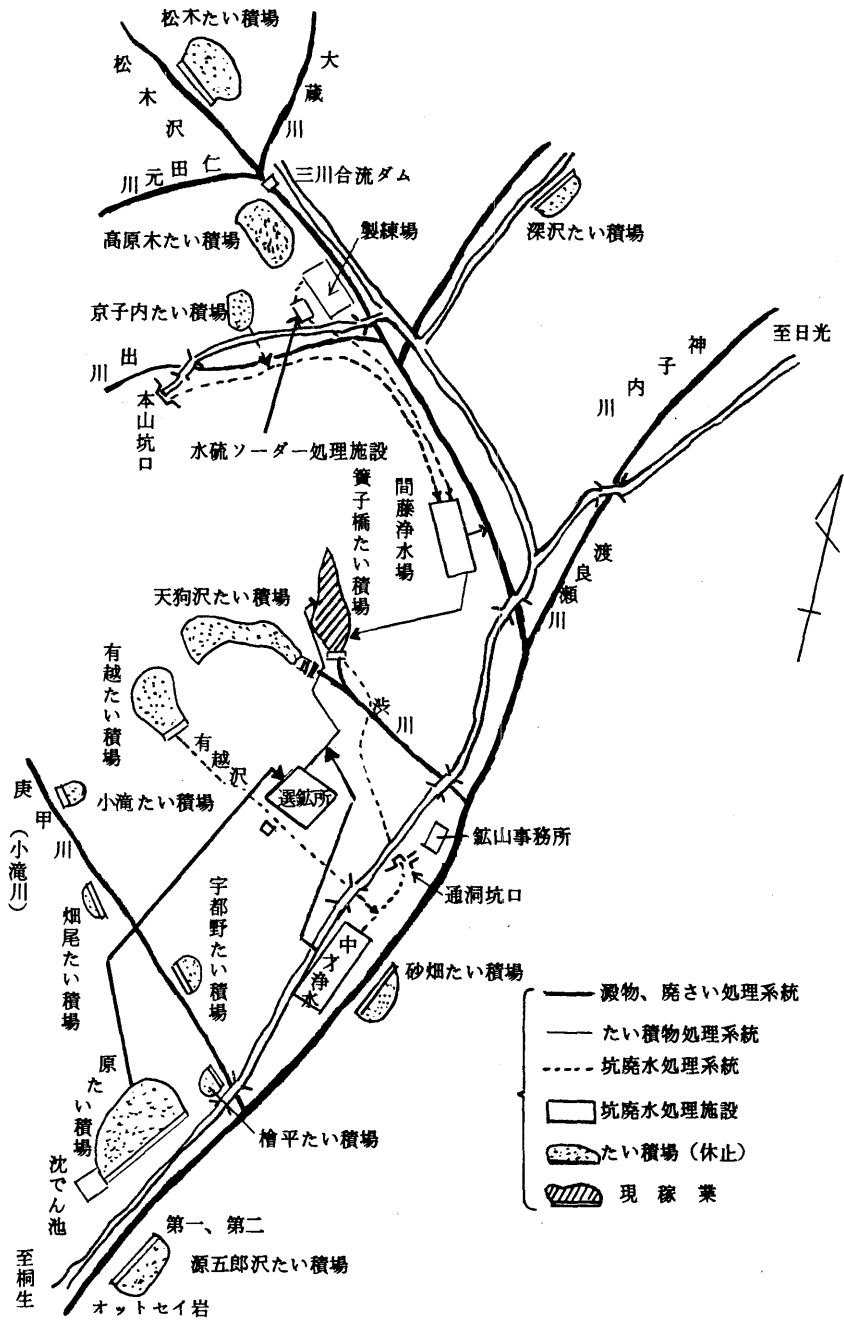 松木たい積場
松木沢
大蔵川
仁田元川
三川合流ダム
高原木たい積場
製練場
深沢たい積場
京子内たい積場
出川
本山坑口
水硫ソーダー処理施設
神子内川
至日光
間藤浄水場
簀子橋たい積場
渡良瀬川
天狗沢たい積場
有越たい積場
有越沢
渋川
選鉱所
小滝たい積場
庚甲川
(小滝川)
鉱山事務所
通洞坑口
畑尾たい積場
宇都野たい積場
中才浄水
砂畑たい積場
原たい積場
檜平たい積場
沈でん池
第一、第二
源五郎沢たい積場
至桐生
オットセイ岩
澱物、廃さい処理系統
たい積物処理系統
坑廃水処理系統
坑廃水処理施設
たい積場(休止)
現稼業